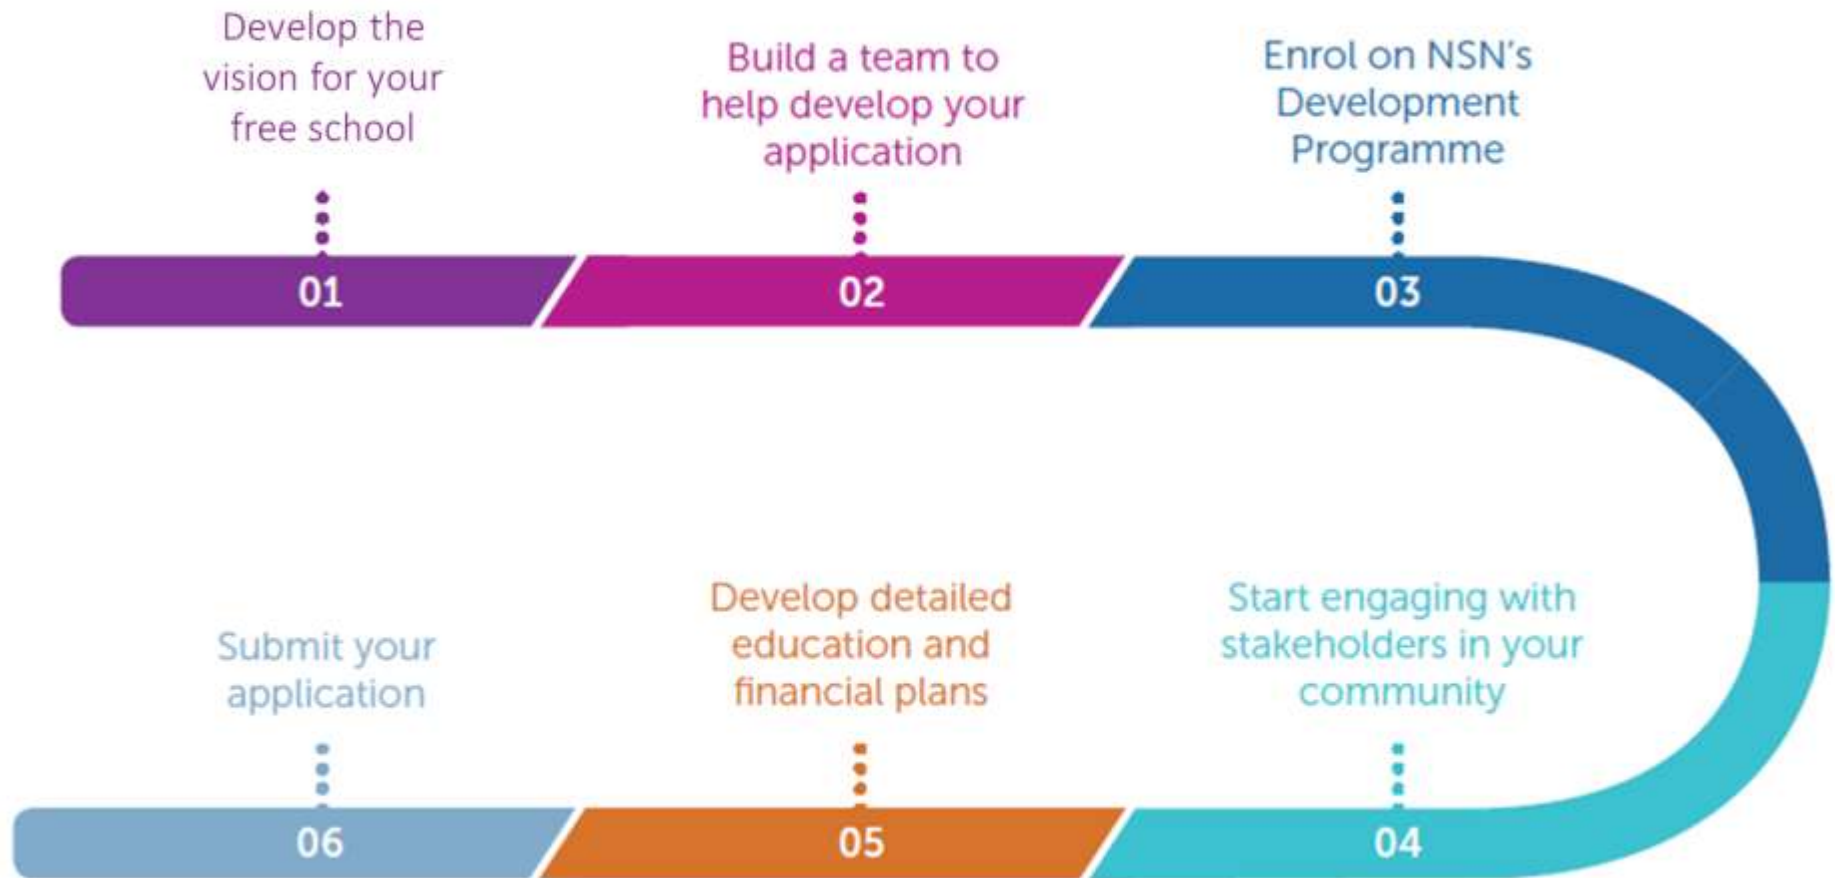 Develop the
vision for your
free school
01
Build a team to
help develop your
application
02
Enrol on NSN's
Development
Programme
03
Start engaging with
stakeholders in your
community
04
Develop detailed
education and
financial plans
05
Submit your
application
06